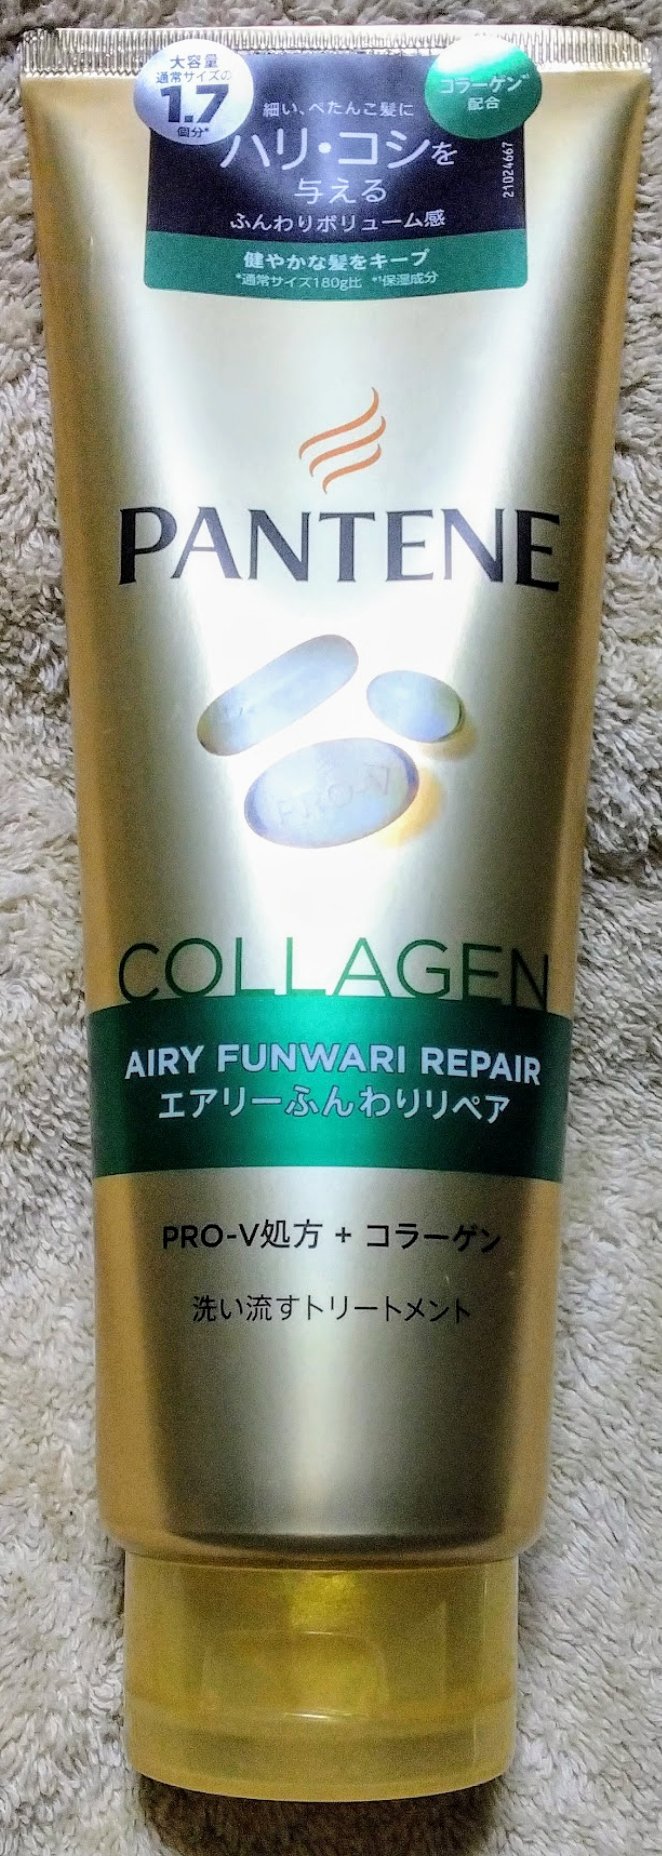 大容量
通常サイズの
1.7
個分*
コラーゲン*¹
配合
細い、ぺたんこ髪に
ハリ・コシを
与える
ふんわりボリューム感
21024667
健やかな髪をキープ
*通常サイズ180g比 *¹保湿成分
PANTENE
PRO-V
COLLAGEN
AIRY FUNWARI REPAIR
エアリーふんわりリペア
PRO-V処方 + コラーゲン
洗い流すトリートメント